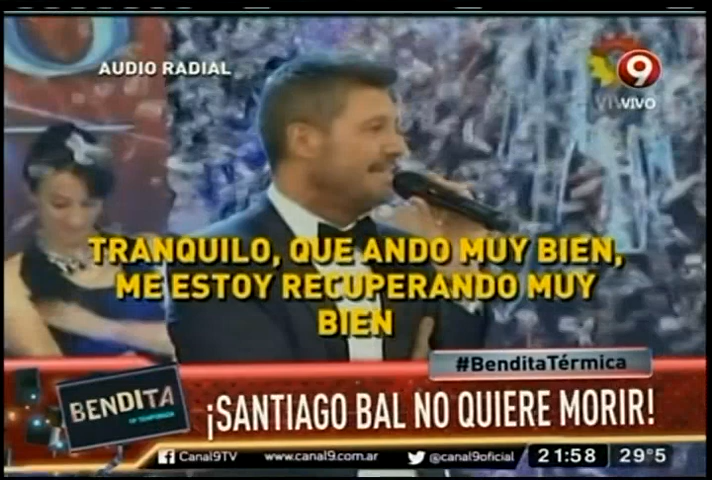 AUDIO RADIAL
9
VIVO
TRANQUILO, QUE ANDO MUY BIEN,
ME ESTOY RECUPERANDO MUY
BIEN
#BenditaTérmica
BENDITA
¡SANTIAGO BAL NO QUIERE MORIR!
Canal9TV www.canal9.com.ar @canal9oficial 21:58 29°5